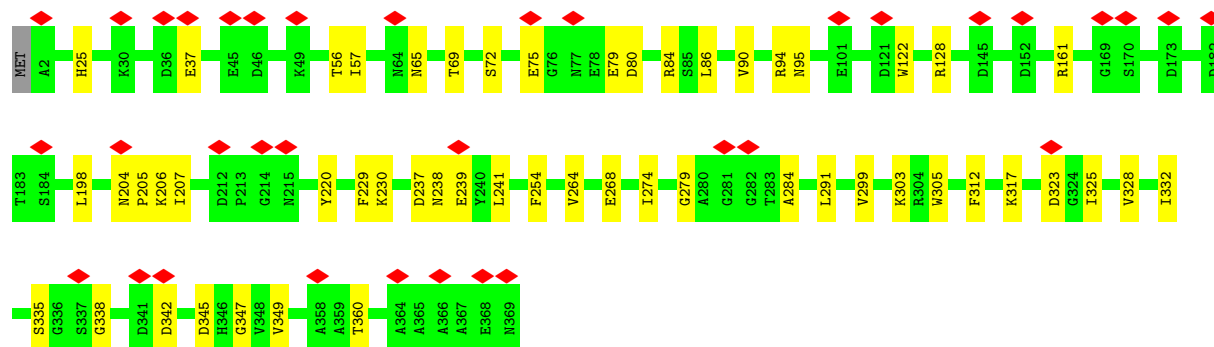 MET A2 H25 K30 D36 E37 E45 D46 K49 T56 I57 N64 N65 T69 S72 E75 G76 N77 E78 E79 D80 R84 S85 L86 V90 R94 N95 E101 D121 W122 R128 D145 D152 R161 G169 S170 D173 D182
T183 S184 L198 N204 P205 K206 I207 D212 P213 G214 N215 Y220 F229 K230 D237 N238 E239 Y240 L241 F254 V264 E268 I274 G279 A280 G281 G282 T283 A284 L291 V299 K303 R304 W305 F312 K317 D323 G324 I325 V328 I332
S335 G336 S337 G338 D341 D342 D345 H346 G347 V348 V349 A358 A359 T360 A364 A365 A366 A367 E368 N369